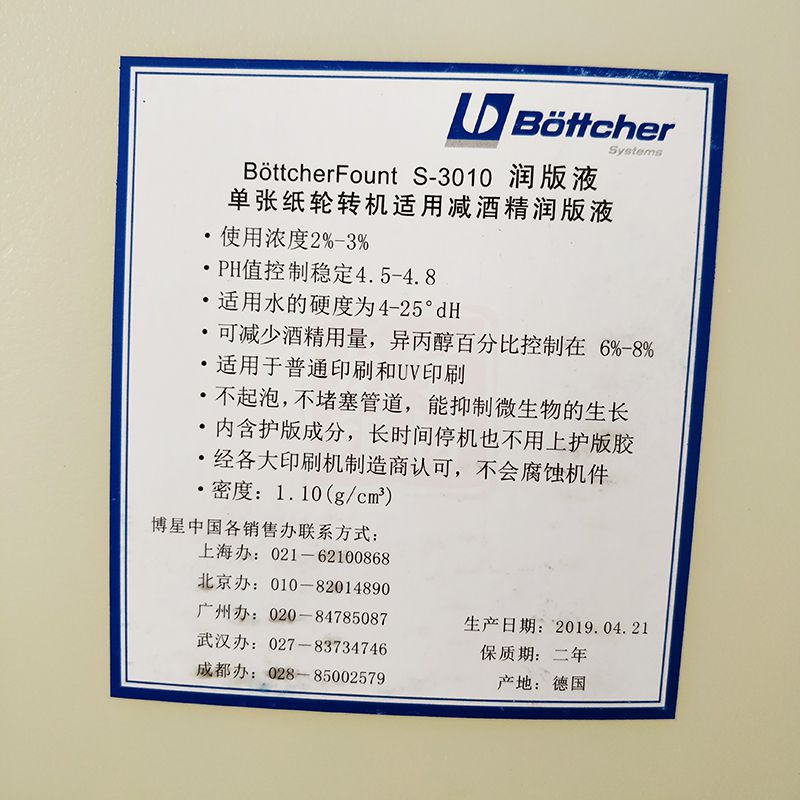 Böttcher
Systems
BöttcherFount S-3010 润版液
单张纸轮转机适用减酒精润版液
·使用浓度2%-3%
·PH值控制稳定4.5-4.8
·适用水的硬度为4-25°dH
·可减少酒精用量，异丙醇百分比控制在 6%-8%
·适用于普通印刷和UV印刷
·不起泡,不堵塞管道，能抑制微生物的生长
·内含护版成分，长时间停机也不用上护版胶
·经各大印刷机制造商认可，不会腐蚀机件
·密度：1.10(g/cm³)
博星中国各销售办联系方式：
上海办：021－62100868
北京办：010－82014890
广州办：020－84785087
武汉办：027－83734746
成都办：028－85002579
生产日期：2019.04.21
保质期：二年
产地：德国